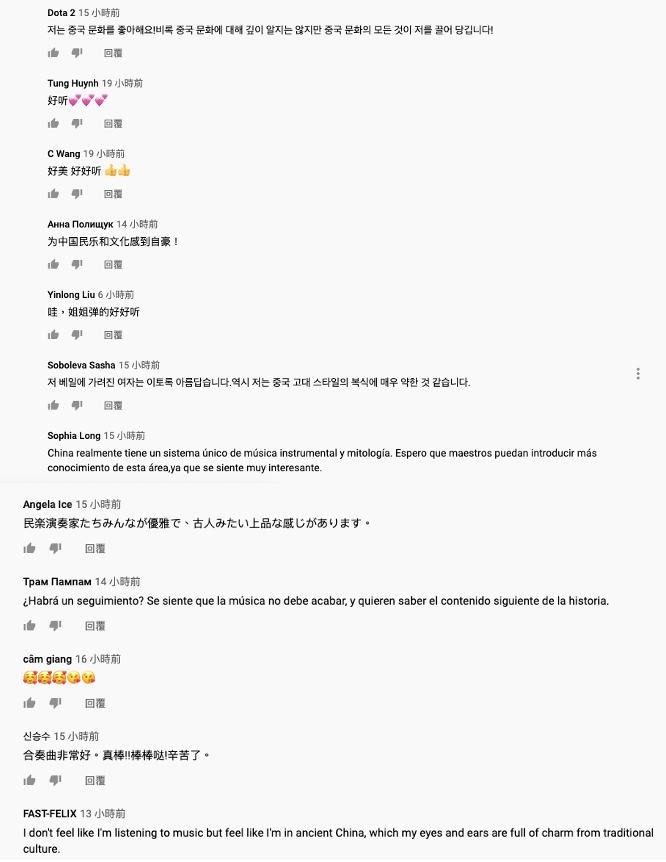 Dota 2 15 小時前
저는 중국 문화를 좋아해요!비록 중국 문화에 대해 깊이 알지는 않지만 중국 문화의 모든 것이 저를 끌어 당깁니다!
回覆
Tung Huynh 19 小時前
好听💕💕💕
回覆
C Wang 19 小時前
好美 好好听 👍👍
回覆
Анна Полищук 14 小時前
为中国民乐和文化感到自豪！
回覆
Yinlong Liu 6 小時前
哇，姐姐弹的好好听
回覆
Soboleva Sasha 15 小時前
저 베일에 가려진 여자는 이토록 아름답습니다.역시 저는 중국 고대 스타일의 복식에 매우 약한 것 같습니다.
回覆
Sophia Long 15 小時前
China realmente tiene un sistema único de música instrumental y mitología. Espero que maestros puedan introducir más
conocimiento de esta área,ya que se siente muy interesante.
Angela Ice 15 小時前
民楽演奏家たちみんなが優雅で、古人みたい上品な感じがあります。
回覆
Трам Пампам 14 小時前
¿Habrá un seguimiento? Se siente que la música no debe acabar, y quieren saber el contenido siguiente de la historia.
回覆
câm giang 16 小時前
🥰🥰🥰😘😘
回覆
신승수 15 小時前
合奏曲非常好。真棒!!棒棒哒!辛苦了。
回覆
FAST-FELIX 13 小時前
I don't feel like I'm listening to music but feel like I'm in ancient China, which my eyes and ears are full of charm from traditional
culture.